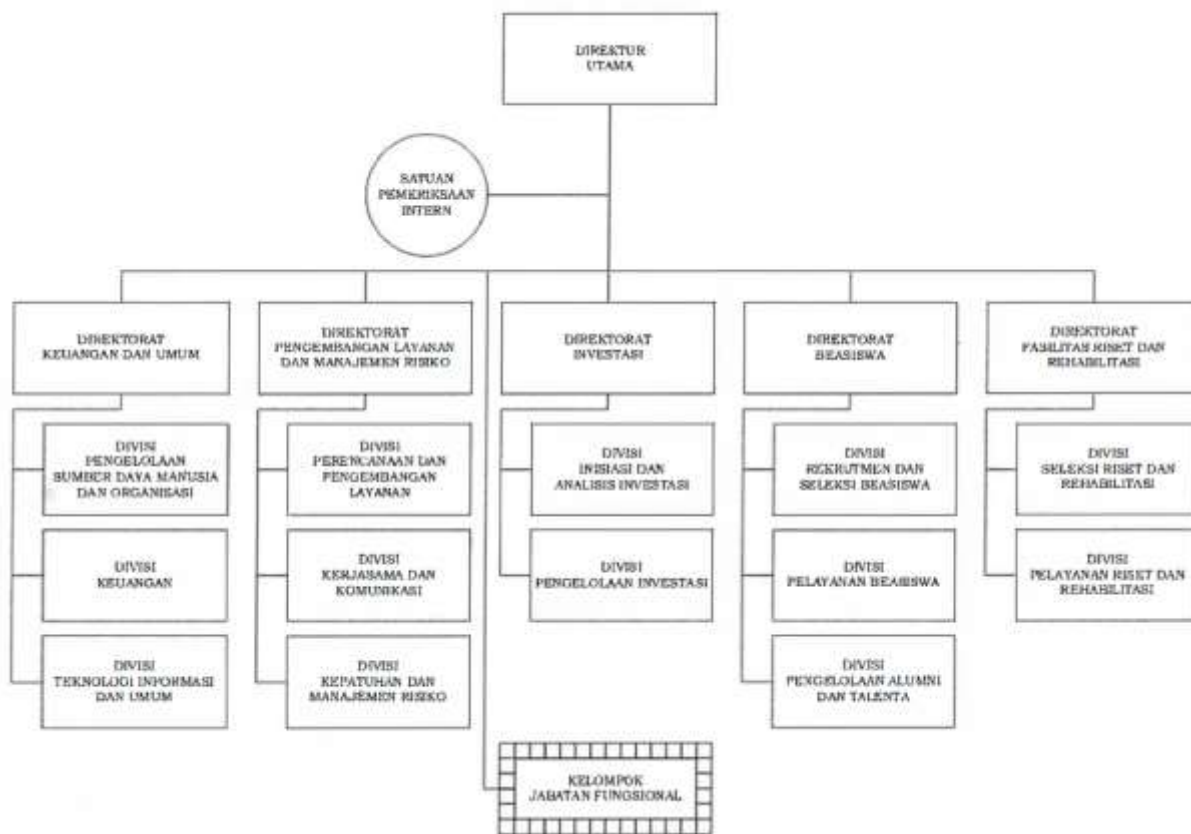 DIREKTUR
UTAMA
SATUAN
PEMERIKSAAN
INTERN
DIREKTORAT
KEUANGAN DAN UMUM
DIREKTORAT
PENGEMBANGAN LAYANAN
DAN MANAJEMEN RISIKO
DIREKTORAT
INVESTASI
DIREKTORAT
BEASISWA
DIREKTORAT
FASILITAS RISET DAN
REHABILITASI
DIVISI
PENGELOLAAN
SUMBER DAYA MANUSIA
DAN ORGANISASI
DIVISI
PERENCANAAN DAN
PENGEMBANGAN
LAYANAN
DIVISI
INISIASI DAN
ANALISIS INVESTASI
DIVISI
REKRUTMEN DAN
SELEKSI BEASISWA
DIVISI
SELEKSI RISET DAN
REHABILITASI
DIVISI
KEUANGAN
DIVISI
KERJASAMA DAN
KOMUNIKASI
DIVISI
PENGELOLAAN INVESTASI
DIVISI
PELAYANAN BEASISWA
DIVISI
PELAYANAN RISET DAN
REHABILITASI
DIVISI
TEKNOLOGI INFORMASI
DAN UMUM
DIVISI
KEPATUHAN DAN
MANAJEMEN RISIKO
DIVISI
PENGELOLAAN ALUMNI
DAN TALENTA
KELOMPOK
JABATAN FUNGSIONAL